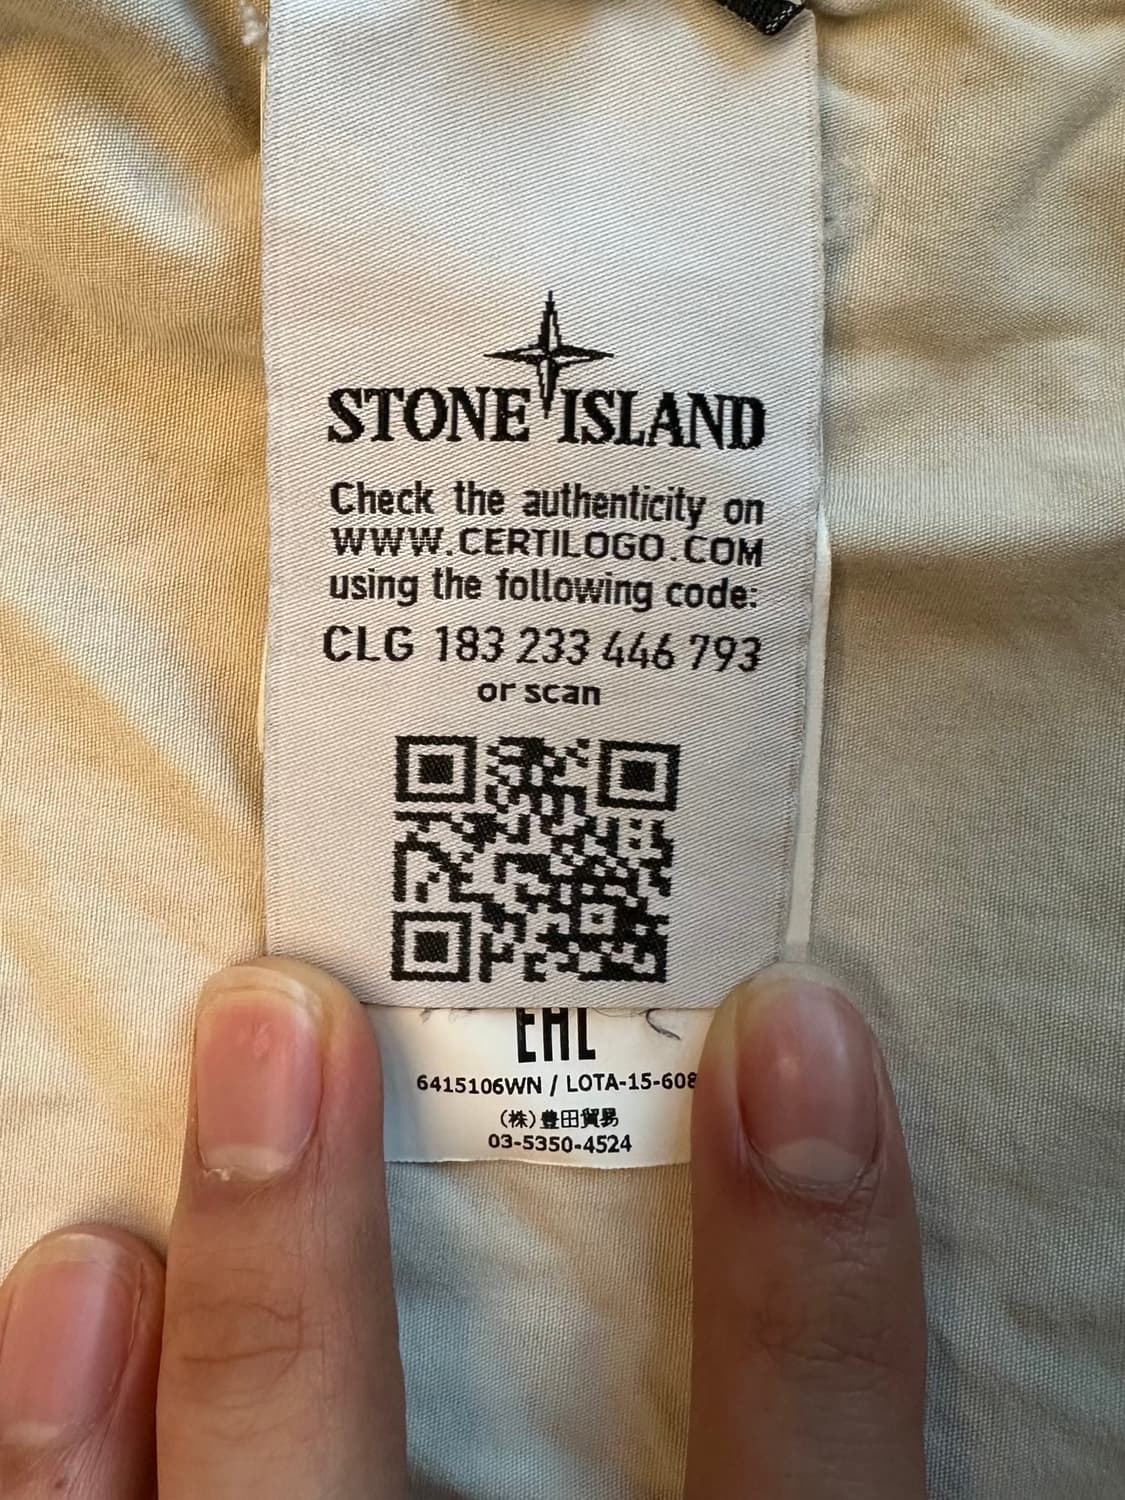 STONE ISLAND
Check the authenticity on
WWW.CERTILOGO.COM
using the following code:
CLG 183 233 446 793
or scan
EAC
6415106WN / LOTA-15-608
(株)豊田貿易
03-5350-4524